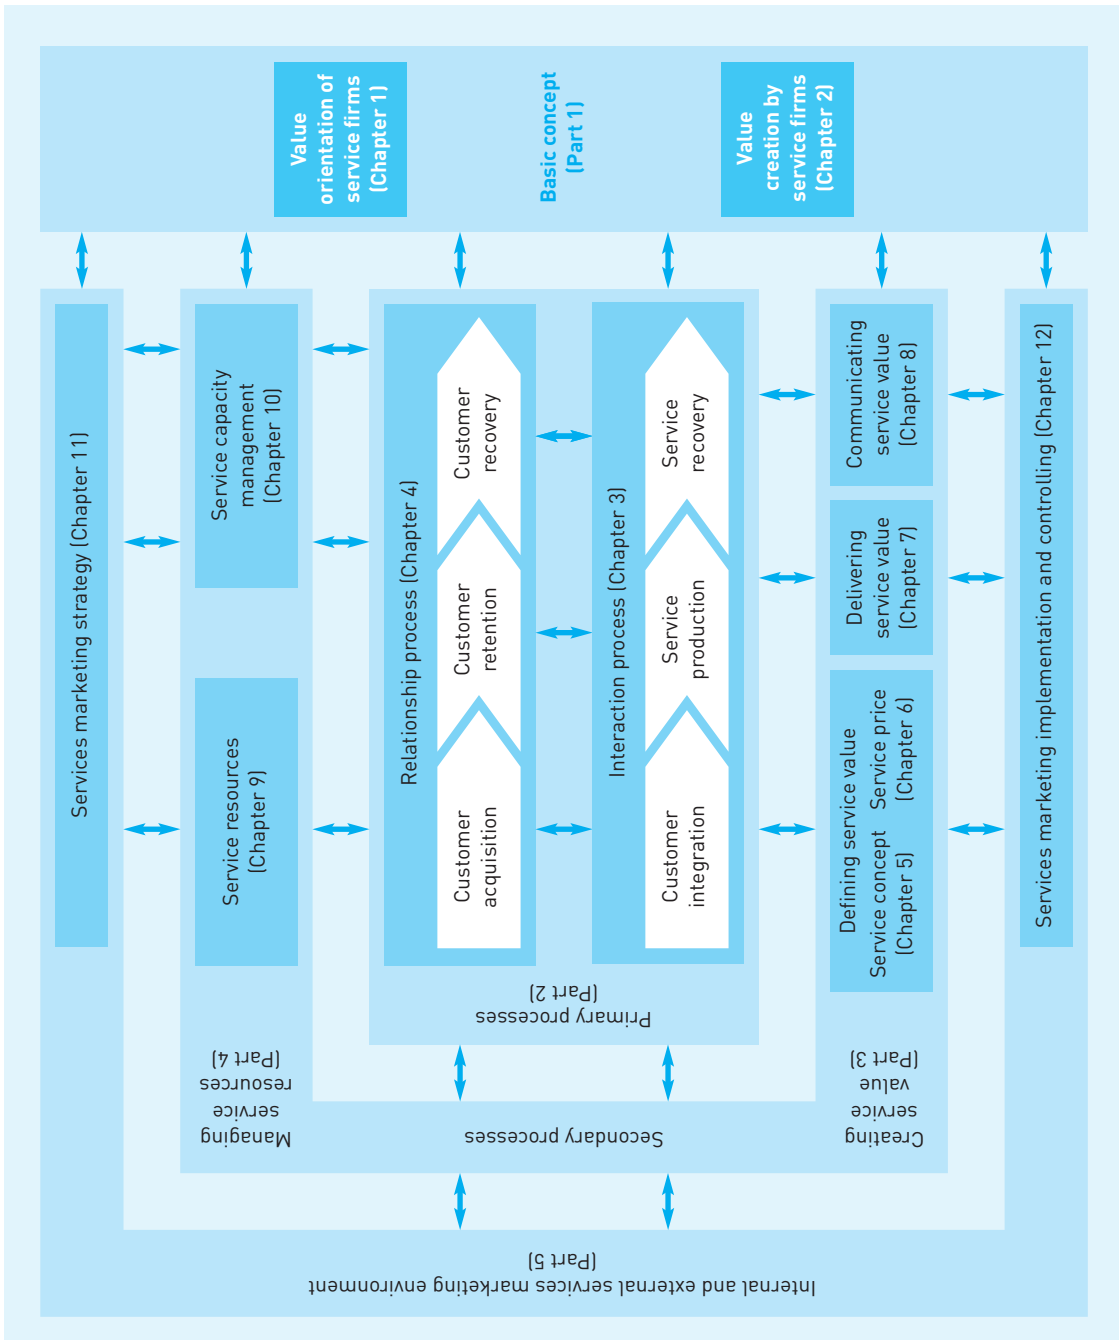 Value
orientation of
service firms
(Chapter 1)
Basic concept
(Part 1)
Value
creation by
service firms
(Chapter 2)
Services marketing strategy (Chapter 11)
Service resources
(Chapter 9)
Service capacity
management
(Chapter 10)
Managing
service
resources
(Part 4)
Secondary processes
Primary processes
(Part 2)
Relationship process (Chapter 4)
Customer
acquisition
Customer
retention
Customer
recovery
Interaction process (Chapter 3)
Customer
integration
Service
production
Service
recovery
Creating
service
value
(Part 3)
Defining service value
Service concept
(Chapter 5)
Service price
(Chapter 6)
Delivering
service value
(Chapter 7)
Communicating
service value
(Chapter 8)
Services marketing implementation and controlling (Chapter 12)
Internal and external services marketing environment
(Part 5)